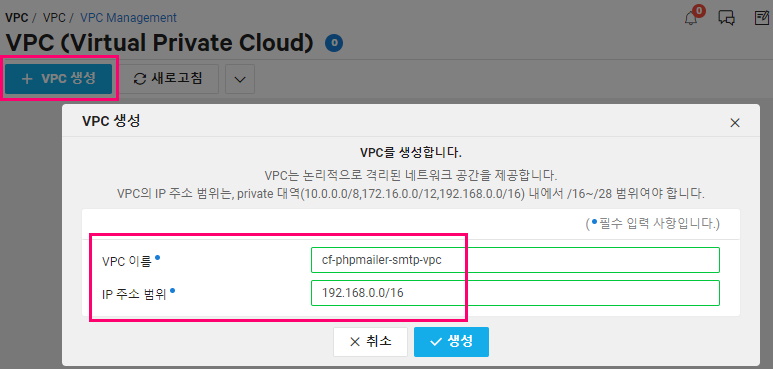 VPC / VPC / VPC Management
0
VPC (Virtual Private Cloud) 0
+ VPC 생성 새로고침
VPC 생성
VPC를 생성합니다.
VPC은 논리적으로 격리된 네트워크 공간을 제공합니다.
VPC의 IP 주소 범위는, private 대역(10.0.0.0/8,172.16.0.0/12,192.168.0.0/16) 내에서 /16~/28 범위여야 합니다.
(•필수 입력 사항입니다.)
VPC 이름• cf-phpmailer-smtp-vpc
IP 주소 범위• 192.168.0.0/16
취소 생성